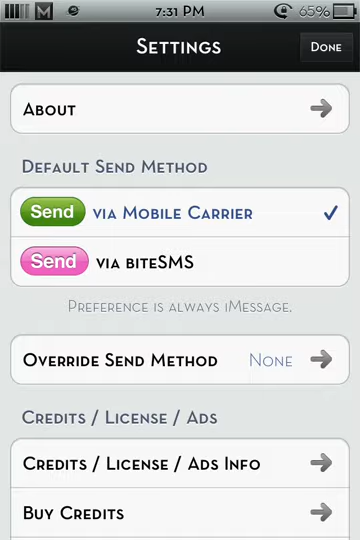 7:31 PM 65%
Settings
Done
About
Default Send Method
Send via Mobile Carrier
Send via biteSMS
Preference is always iMessage.
Override Send Method None
Credits / License / Ads
Credits / License / Ads Info
Buy Credits